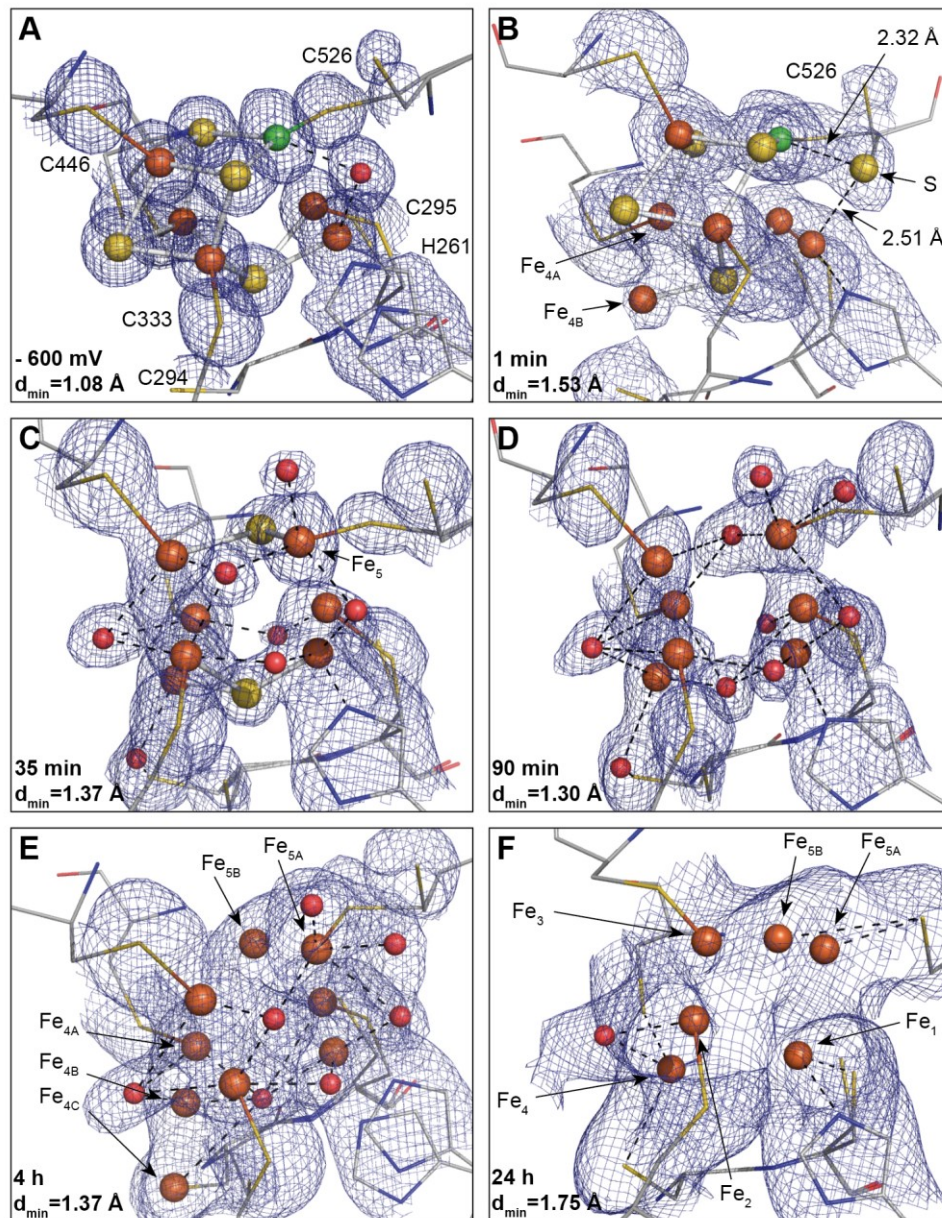 A
C526
C446
C295
H261
C333
C294
- 600 mV
dmin=1.08 Å
B
2.32 Å
C526
S
2.51 Å
Fe4A
Fe4B
1 min
dmin=1.53 Å
C
Fe5
35 min
dmin=1.37 Å
D
90 min
dmin=1.30 Å
E
Fe5B
Fe5A
Fe4A
Fe4B
Fe4C
4 h
dmin=1.37 Å
F
Fe5B
Fe5A
Fe3
Fe1
Fe4
Fe2
24 h
dmin=1.75 Å